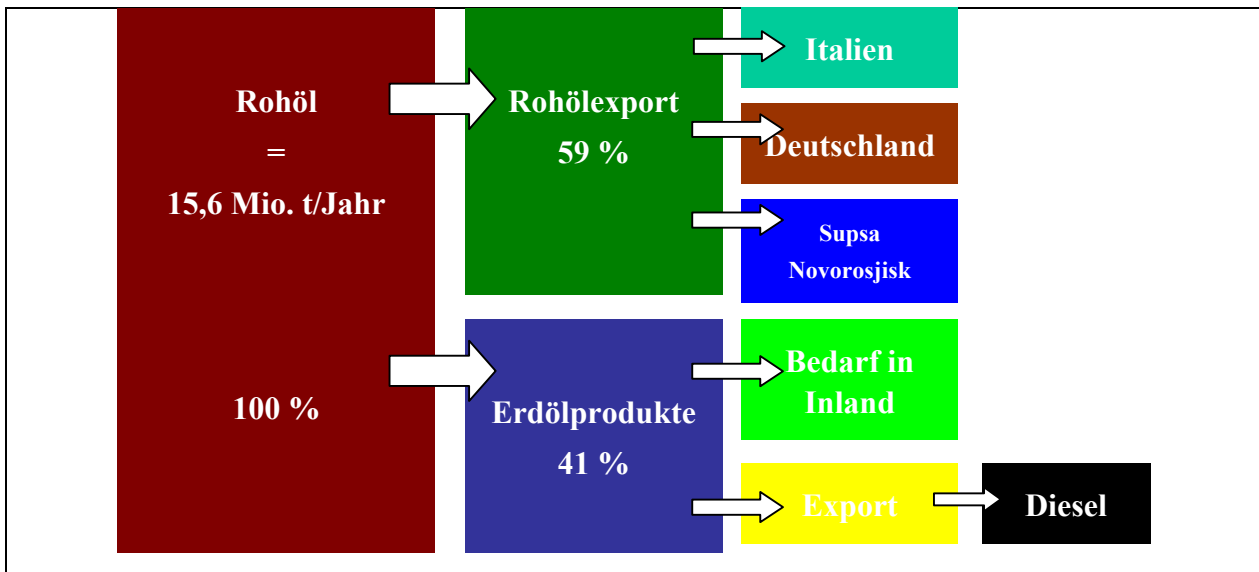 Rohöl
=
15,6 Mio. t/Jahr
100 %
Rohölexport
59 %
Erdölprodukte
41 %
Italien
Deutschland
Supsa
Novorosjisk
Bedarf in
Inland
Export
Diesel